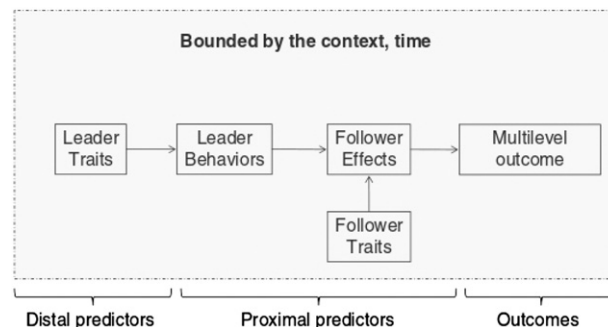 Bounded by the context, time
Leader
Traits
Leader
Behaviors
Follower
Effects
Multilevel
outcome
Follower
Traits
Distal predictors
Proximal predictors
Outcomes